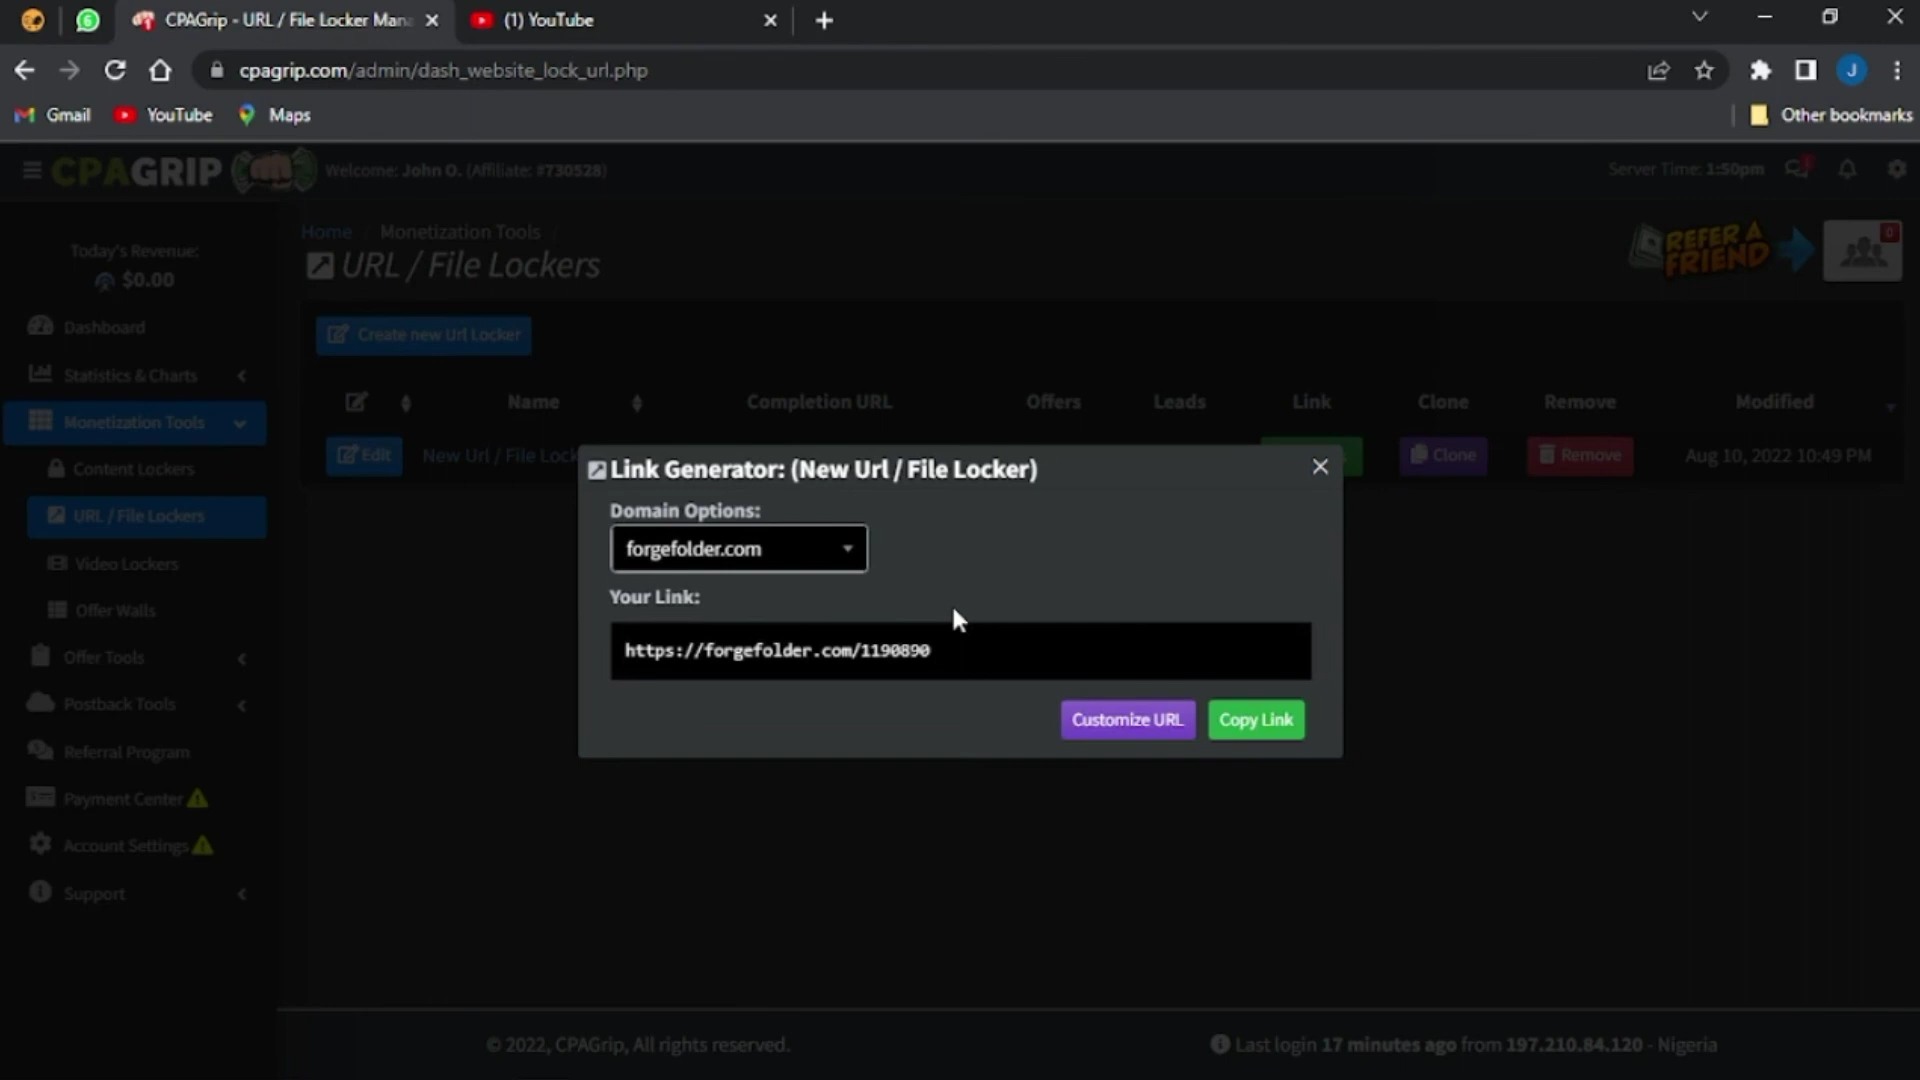 CPAGrip - URL / File Locker Man
(1) YouTube
cpagrip.com/admin/dash_website_lock_url.php
J
Gmail
YouTube
Maps
Other bookmarks
CPAGRIP
Welcome: John O. (Affiliate: #730528)
Server Time: 1:50pm
Today's Revenue:
$0.00
Home / Monetization Tools /
URL / File Lockers
REFER A
FRIEND
0
Dashboard
Create new Url Locker
Statistics & Charts
Name
Completion URL
Offers
Leads
Link
Clone
Remove
Modified
Monetization Tools
Edit
New Url / File Lock
Clone
Remove
Aug 10, 2022 10:49 PM
Content Lockers
URL / File Lockers
Video Lockers
Offer Walls
Offer Tools
Postback Tools
Referral Program
Payment Center
Account Settings
Support
Link Generator: (New Url / File Locker)
Domain Options:
forgefolder.com
Your Link:
https://forgefolder.com/1190890
Customize URL
Copy Link
© 2022, CPAGrip, All rights reserved.
Last login 17 minutes ago from 197.210.84.120 - Nigeria